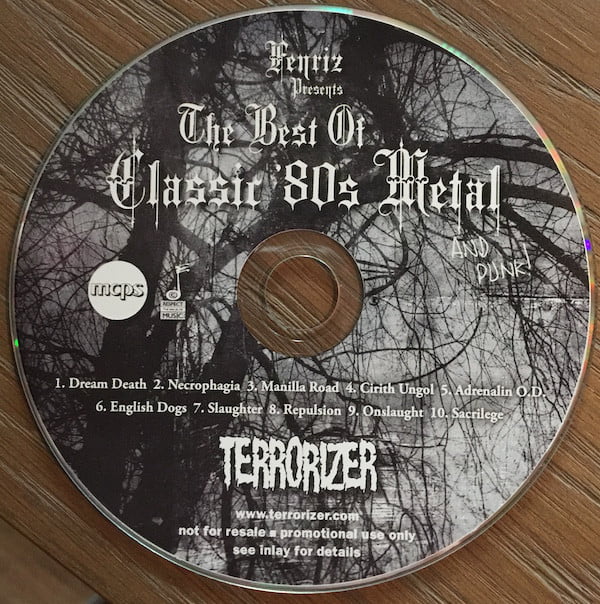 Fenriz
Presents
The Best Of
Classic '80s Metal
AND
PUNK!
mcps
RESPECT
MUSIC
1. Dream Death 2. Necrophagia 3. Manilla Road 4. Cirith Ungol 5. Adrenalin O.D.
6. English Dogs 7. Slaughter 8. Repulsion 9. Onslaught 10. Sacrilege
TERRORIZER
www.terrorizer.com
not for resale ■ promotional use only
see inlay for details